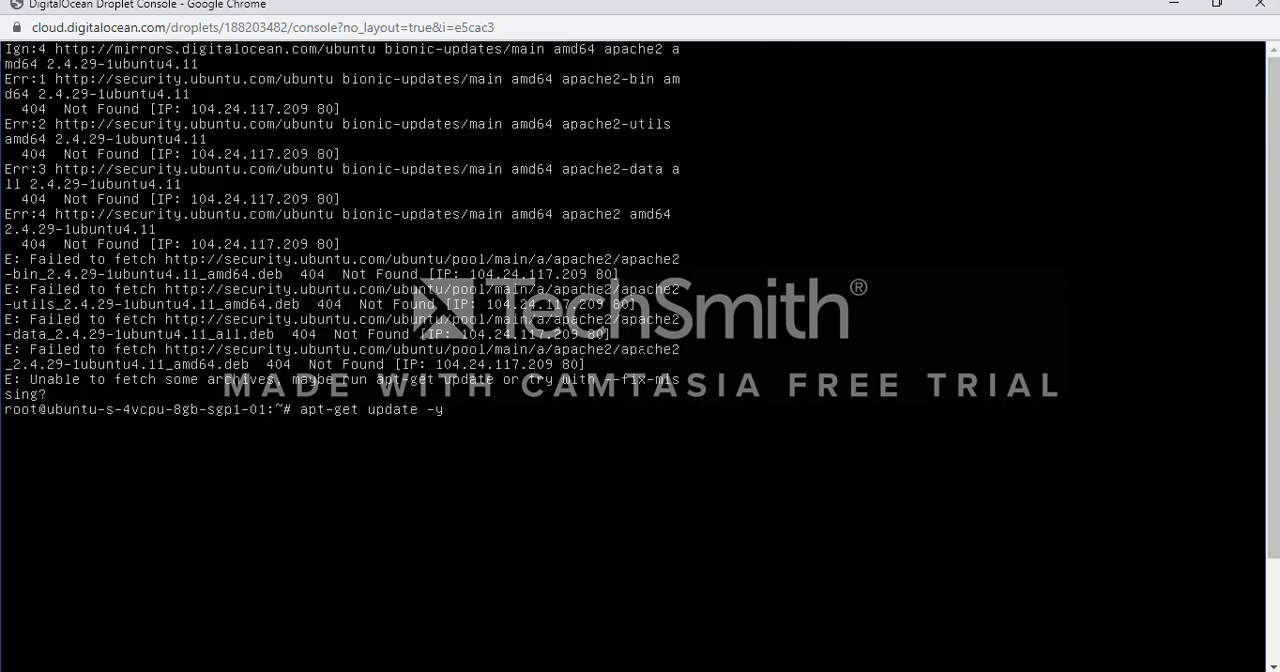 DigitalOcean Droplet Console - Google Chrome
cloud.digitalocean.com/droplets/188203482/console?no_layout=true&i=e5cac3
Ign:4 http://mirrors.digitalocean.com/ubuntu bionic-updates/main amd64 apache2 a
md64 2.4.29-1ubuntu4.11
Err:1 http://security.ubuntu.com/ubuntu bionic-updates/main amd64 apache2-bin am
d64 2.4.29-1ubuntu4.11
  404  Not Found [IP: 104.24.117.209 80]
Err:2 http://security.ubuntu.com/ubuntu bionic-updates/main amd64 apache2-utils
amd64 2.4.29-1ubuntu4.11
  404  Not Found [IP: 104.24.117.209 80]
Err:3 http://security.ubuntu.com/ubuntu bionic-updates/main amd64 apache2-data a
ll 2.4.29-1ubuntu4.11
  404  Not Found [IP: 104.24.117.209 80]
Err:4 http://security.ubuntu.com/ubuntu bionic-updates/main amd64 apache2 amd64
2.4.29-1ubuntu4.11
  404  Not Found [IP: 104.24.117.209 80]
E: Failed to fetch http://security.ubuntu.com/ubuntu/pool/main/a/apache2/apache2
-bin_2.4.29-1ubuntu4.11_amd64.deb  404  Not Found [IP: 104.24.117.209 80]
E: Failed to fetch http://security.ubuntu.com/ubuntu/pool/main/a/apache2/apache2
-utils_2.4.29-1ubuntu4.11_amd64.deb  404  Not Found [IP: 104.24.117.209 80]
E: Failed to fetch http://security.ubuntu.com/ubuntu/pool/main/a/apache2/apache2
-data_2.4.29-1ubuntu4.11_all.deb  404  Not Found [IP: 104.24.117.209 80]
E: Failed to fetch http://security.ubuntu.com/ubuntu/pool/main/a/apache2/apache2
_2.4.29-1ubuntu4.11_amd64.deb  404  Not Found [IP: 104.24.117.209 80]
E: Unable to fetch some archives, maybe run apt-get update or try with --fix-mis
sing?
root@ubuntu-s-4vcpu-8gb-sgp1-01:~# apt-get update -y
TechSmith®
MADE WITH CAMTASIA FREE TRIAL